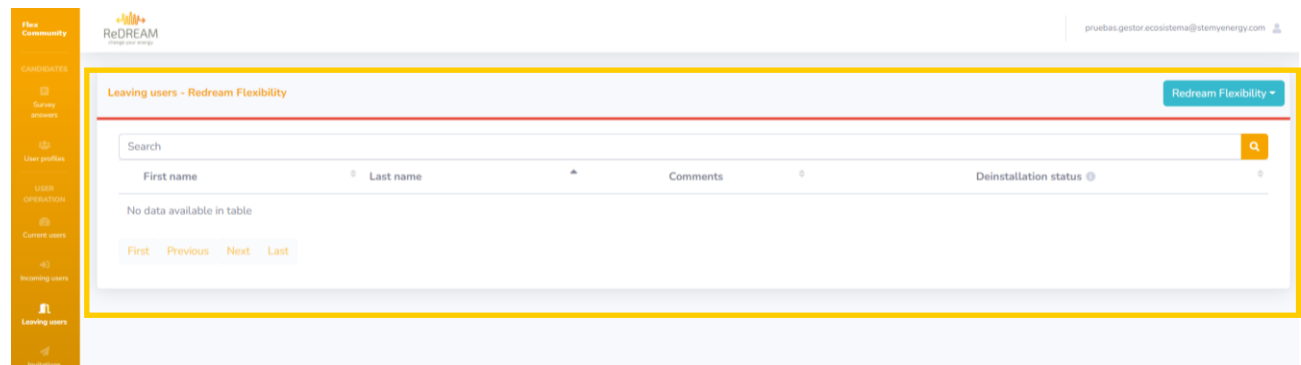 Flex
Community
ReDREAM
change your energy
pruebas.gestor.ecosistema@stemyenergy.com
CANDIDATES
Survey
answers
User profiles
USER
OPERATION
Current users
Incoming users
Leaving users
Invitations
Leaving users - Redream Flexibility
Redream Flexibility
Search
First name Last name Comments Deinstallation status
No data available in table
First Previous Next Last